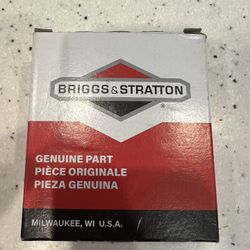 BRIGGS & STRATTON
®
GENUINE PART
PIÈCE ORIGINALE
PIEZA GENUINA
MILWAUKEE, WI U.S.A.